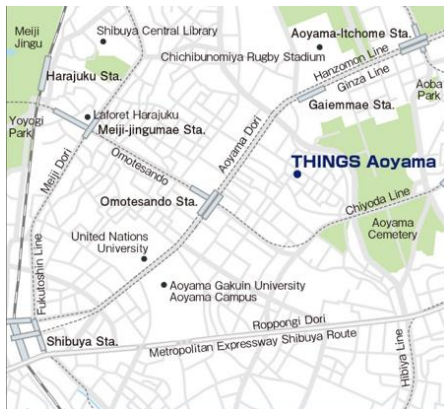 Meiji
Jingu
Shibuya Central Library
Aoyama-Itchome Sta.
Chichibunomiya Rugby Stadium
Hanzomon Line
Ginza Line
Harajuku Sta.
Aoba
Park
Gaiemmae Sta.
Yoyogi
Park
Laforet Harajuku
Meiji-jingumae Sta.
Aoyama Dori
Meiji Dori
Omotesando
THINGS Aoyama
Omotesando Sta.
Chiyoda Line
Aoyama
Cemetery
United Nations
University
Fukutoshin Line
Aoyama Gakuin University
Aoyama Campus
Roppongi Dori
Shibuya Sta.
Metropolitan Expressway Shibuya Route
Hibiya Line